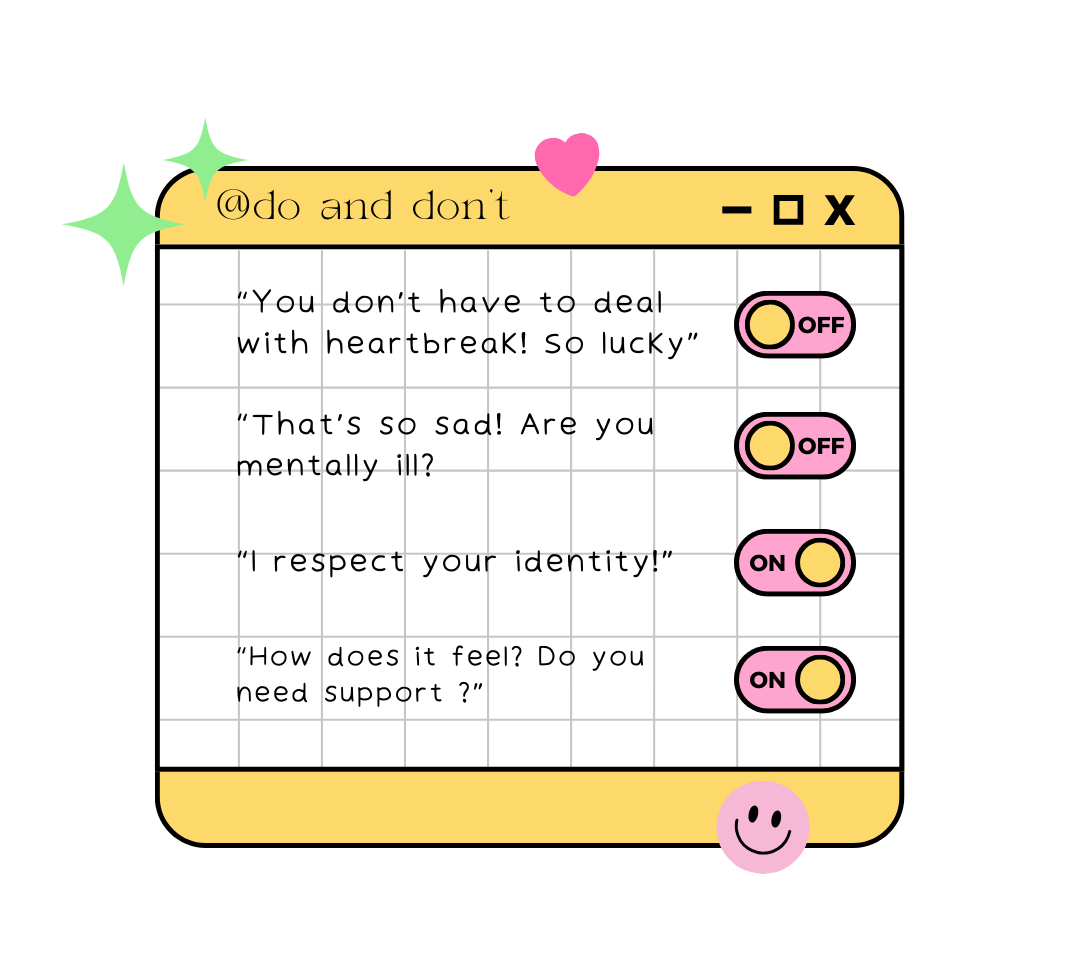 @do and don't
“You don't have to deal
with heartbreak! So lucky”
OFF
“That's so sad! Are you
mentally ill?
OFF
“I respect your identity!”
ON
“How does it feel? Do you
need support ?”
ON